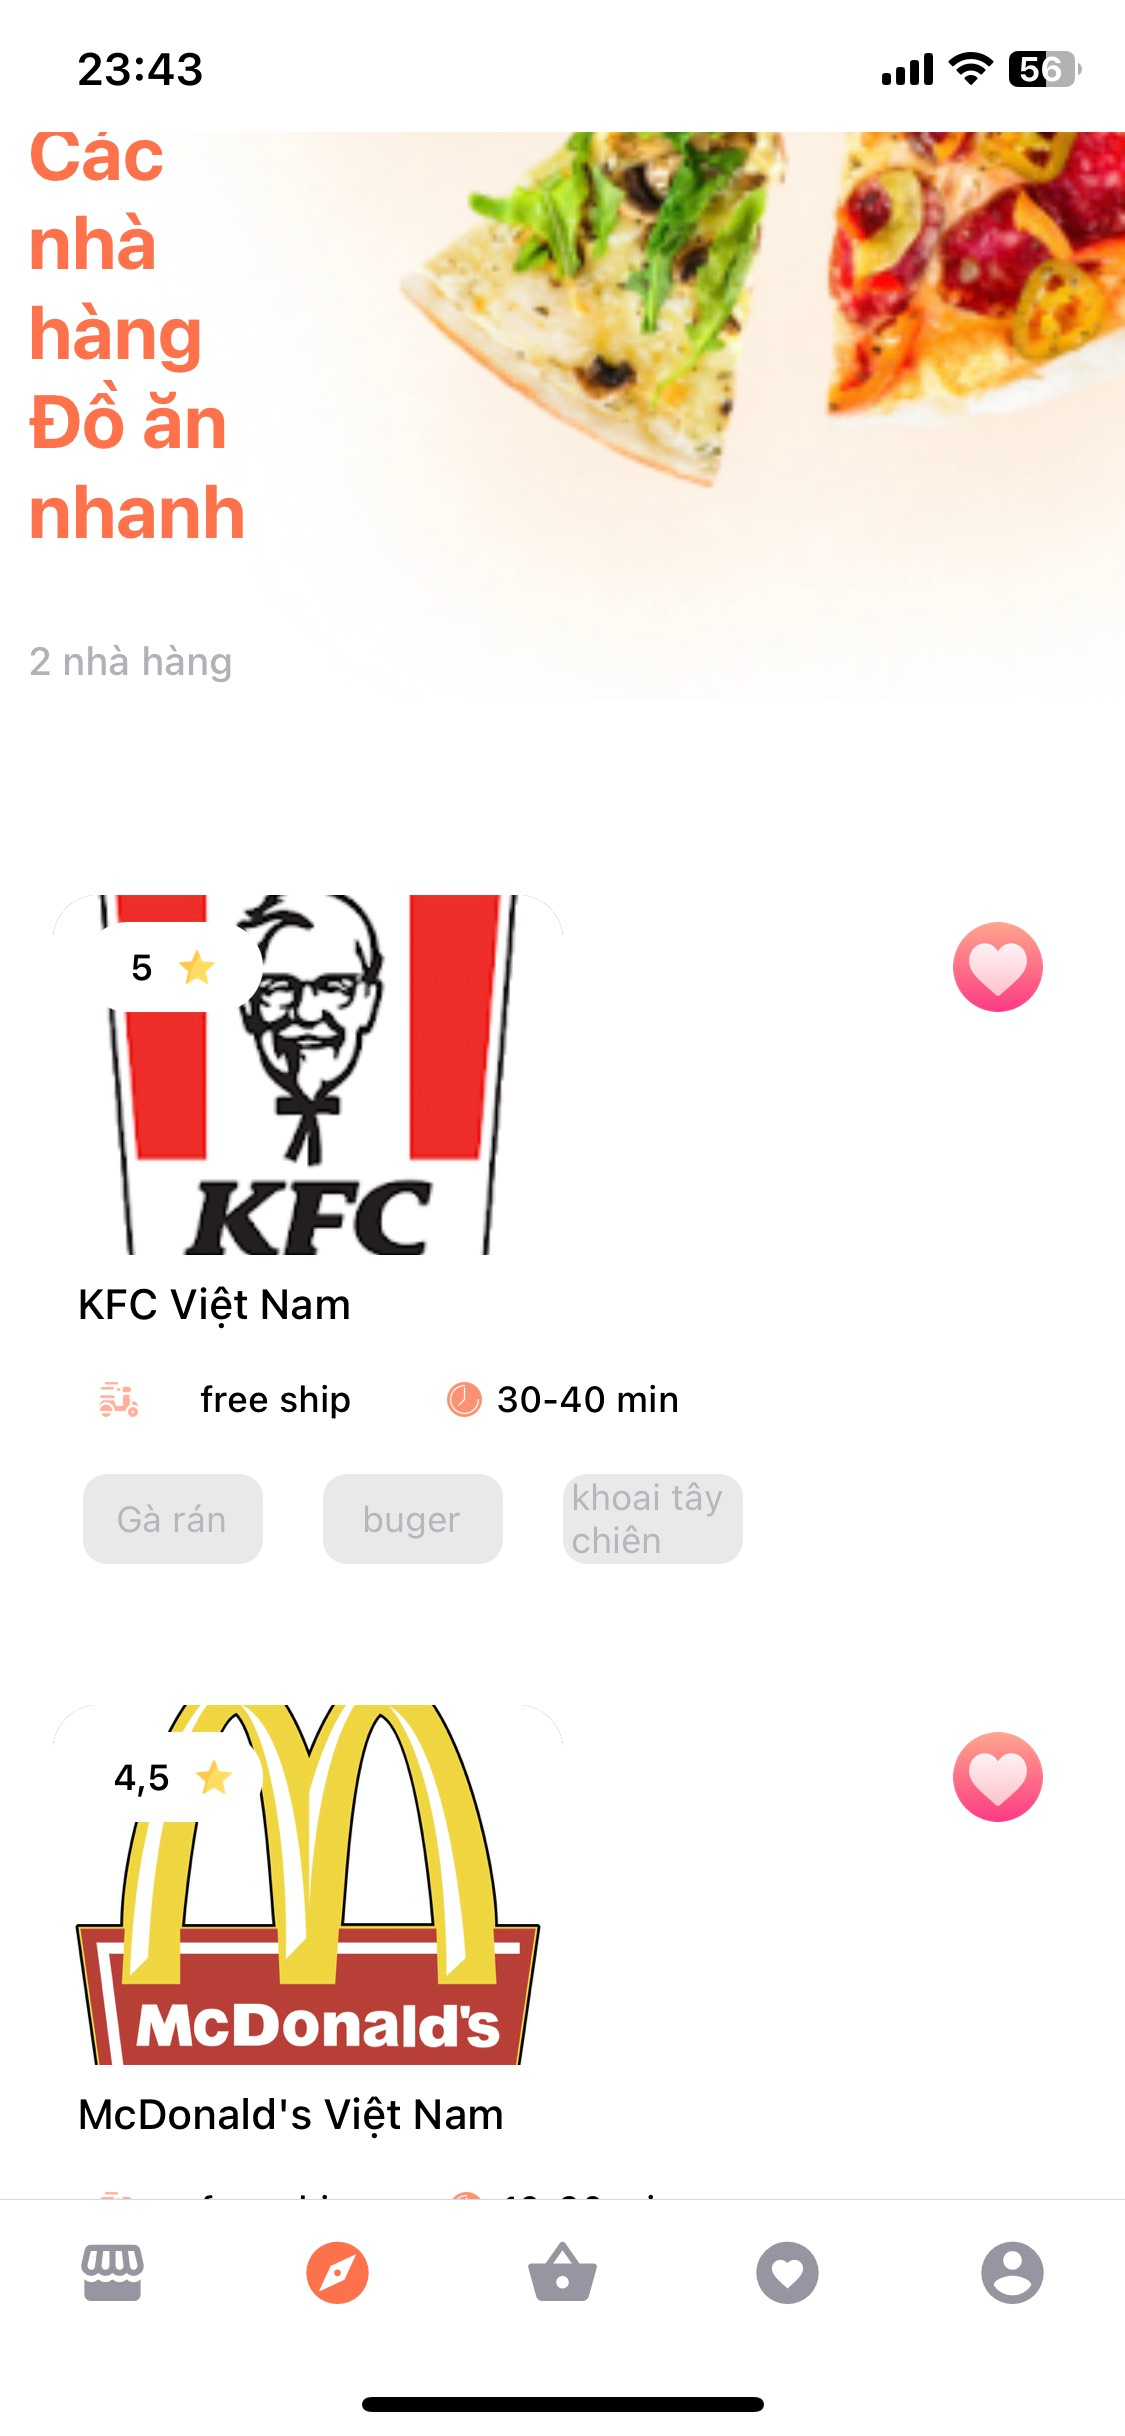 23:43
56
Các
nhà
hàng
Đồ ăn
nhanh
2 nhà hàng
5
KFC
KFC Việt Nam
free ship
30-40 min
Gà rán
buger
khoai tây
chiên
4,5
McDonald's
McDonald's Việt Nam